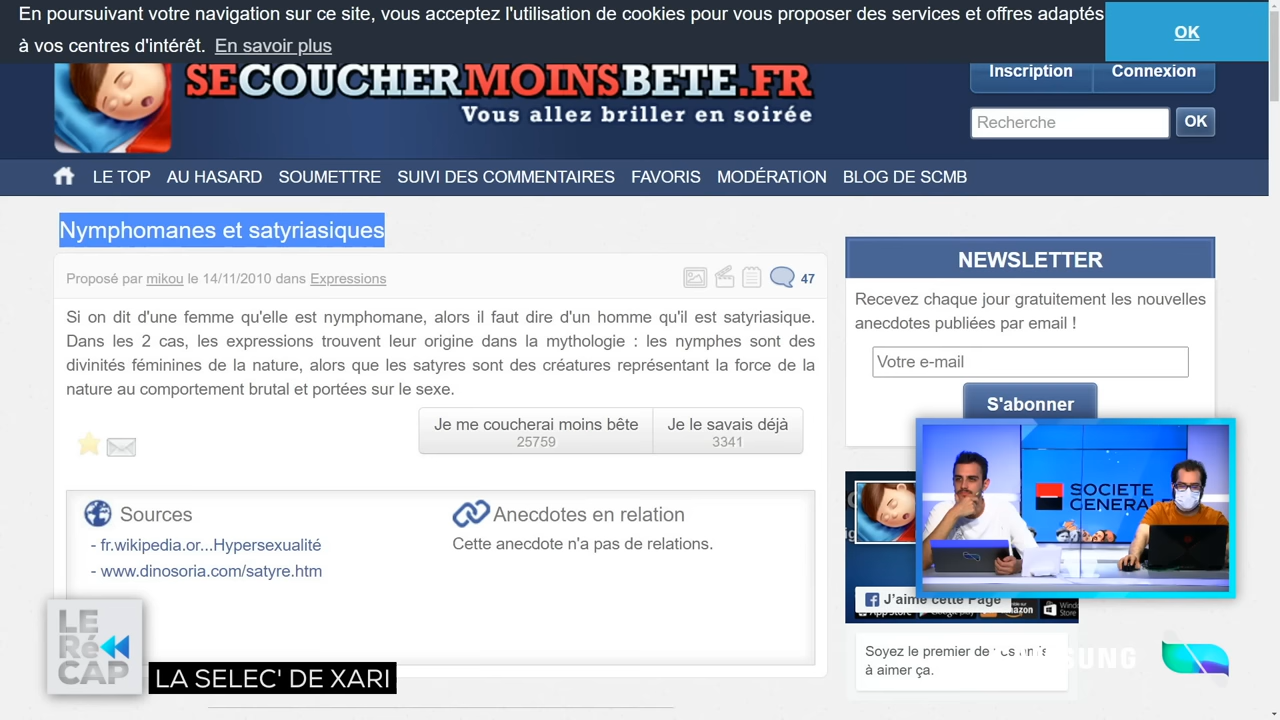 En poursuivant votre navigation sur ce site, vous acceptez l'utilisation de cookies pour vous proposer des services et offres adaptés
à vos centres d'intérêt. En savoir plus
OK
SECOUCHERMOINSBETE.FR
Vous allez briller en soirée
Inscription
Connexion
Recherche
OK
LE TOP
AU HASARD
SOUMETTRE
SUIVI DES COMMENTAIRES
FAVORIS
MODÉRATION
BLOG DE SCMB
Nymphomanes et satyriasiques
Proposé par mikou le 14/11/2010 dans Expressions
47
Si on dit d'une femme qu'elle est nymphomane, alors il faut dire d'un homme qu'il est satyriasique.
Dans les 2 cas, les expressions trouvent leur origine dans la mythologie : les nymphes sont des
divinités féminines de la nature, alors que les satyres sont des créatures représentant la force de la
nature au comportement brutal et portées sur le sexe.
Je me coucherai moins bête
25759
Je le savais déjà
3341
Sources
- fr.wikipedia.or...Hypersexualité
- www.dinosoria.com/satyre.htm
Anecdotes en relation
Cette anecdote n'a pas de relations.
NEWSLETTER
Recevez chaque jour gratuitement les nouvelles
anecdotes publiées par email !
Votre e-mail
S'abonner
SOCIETE
GENERAL
J'aime cette Page
Soyez le premier de
à aimer ça.
LE
Ré
CAP
LA SELEC' DE XARI